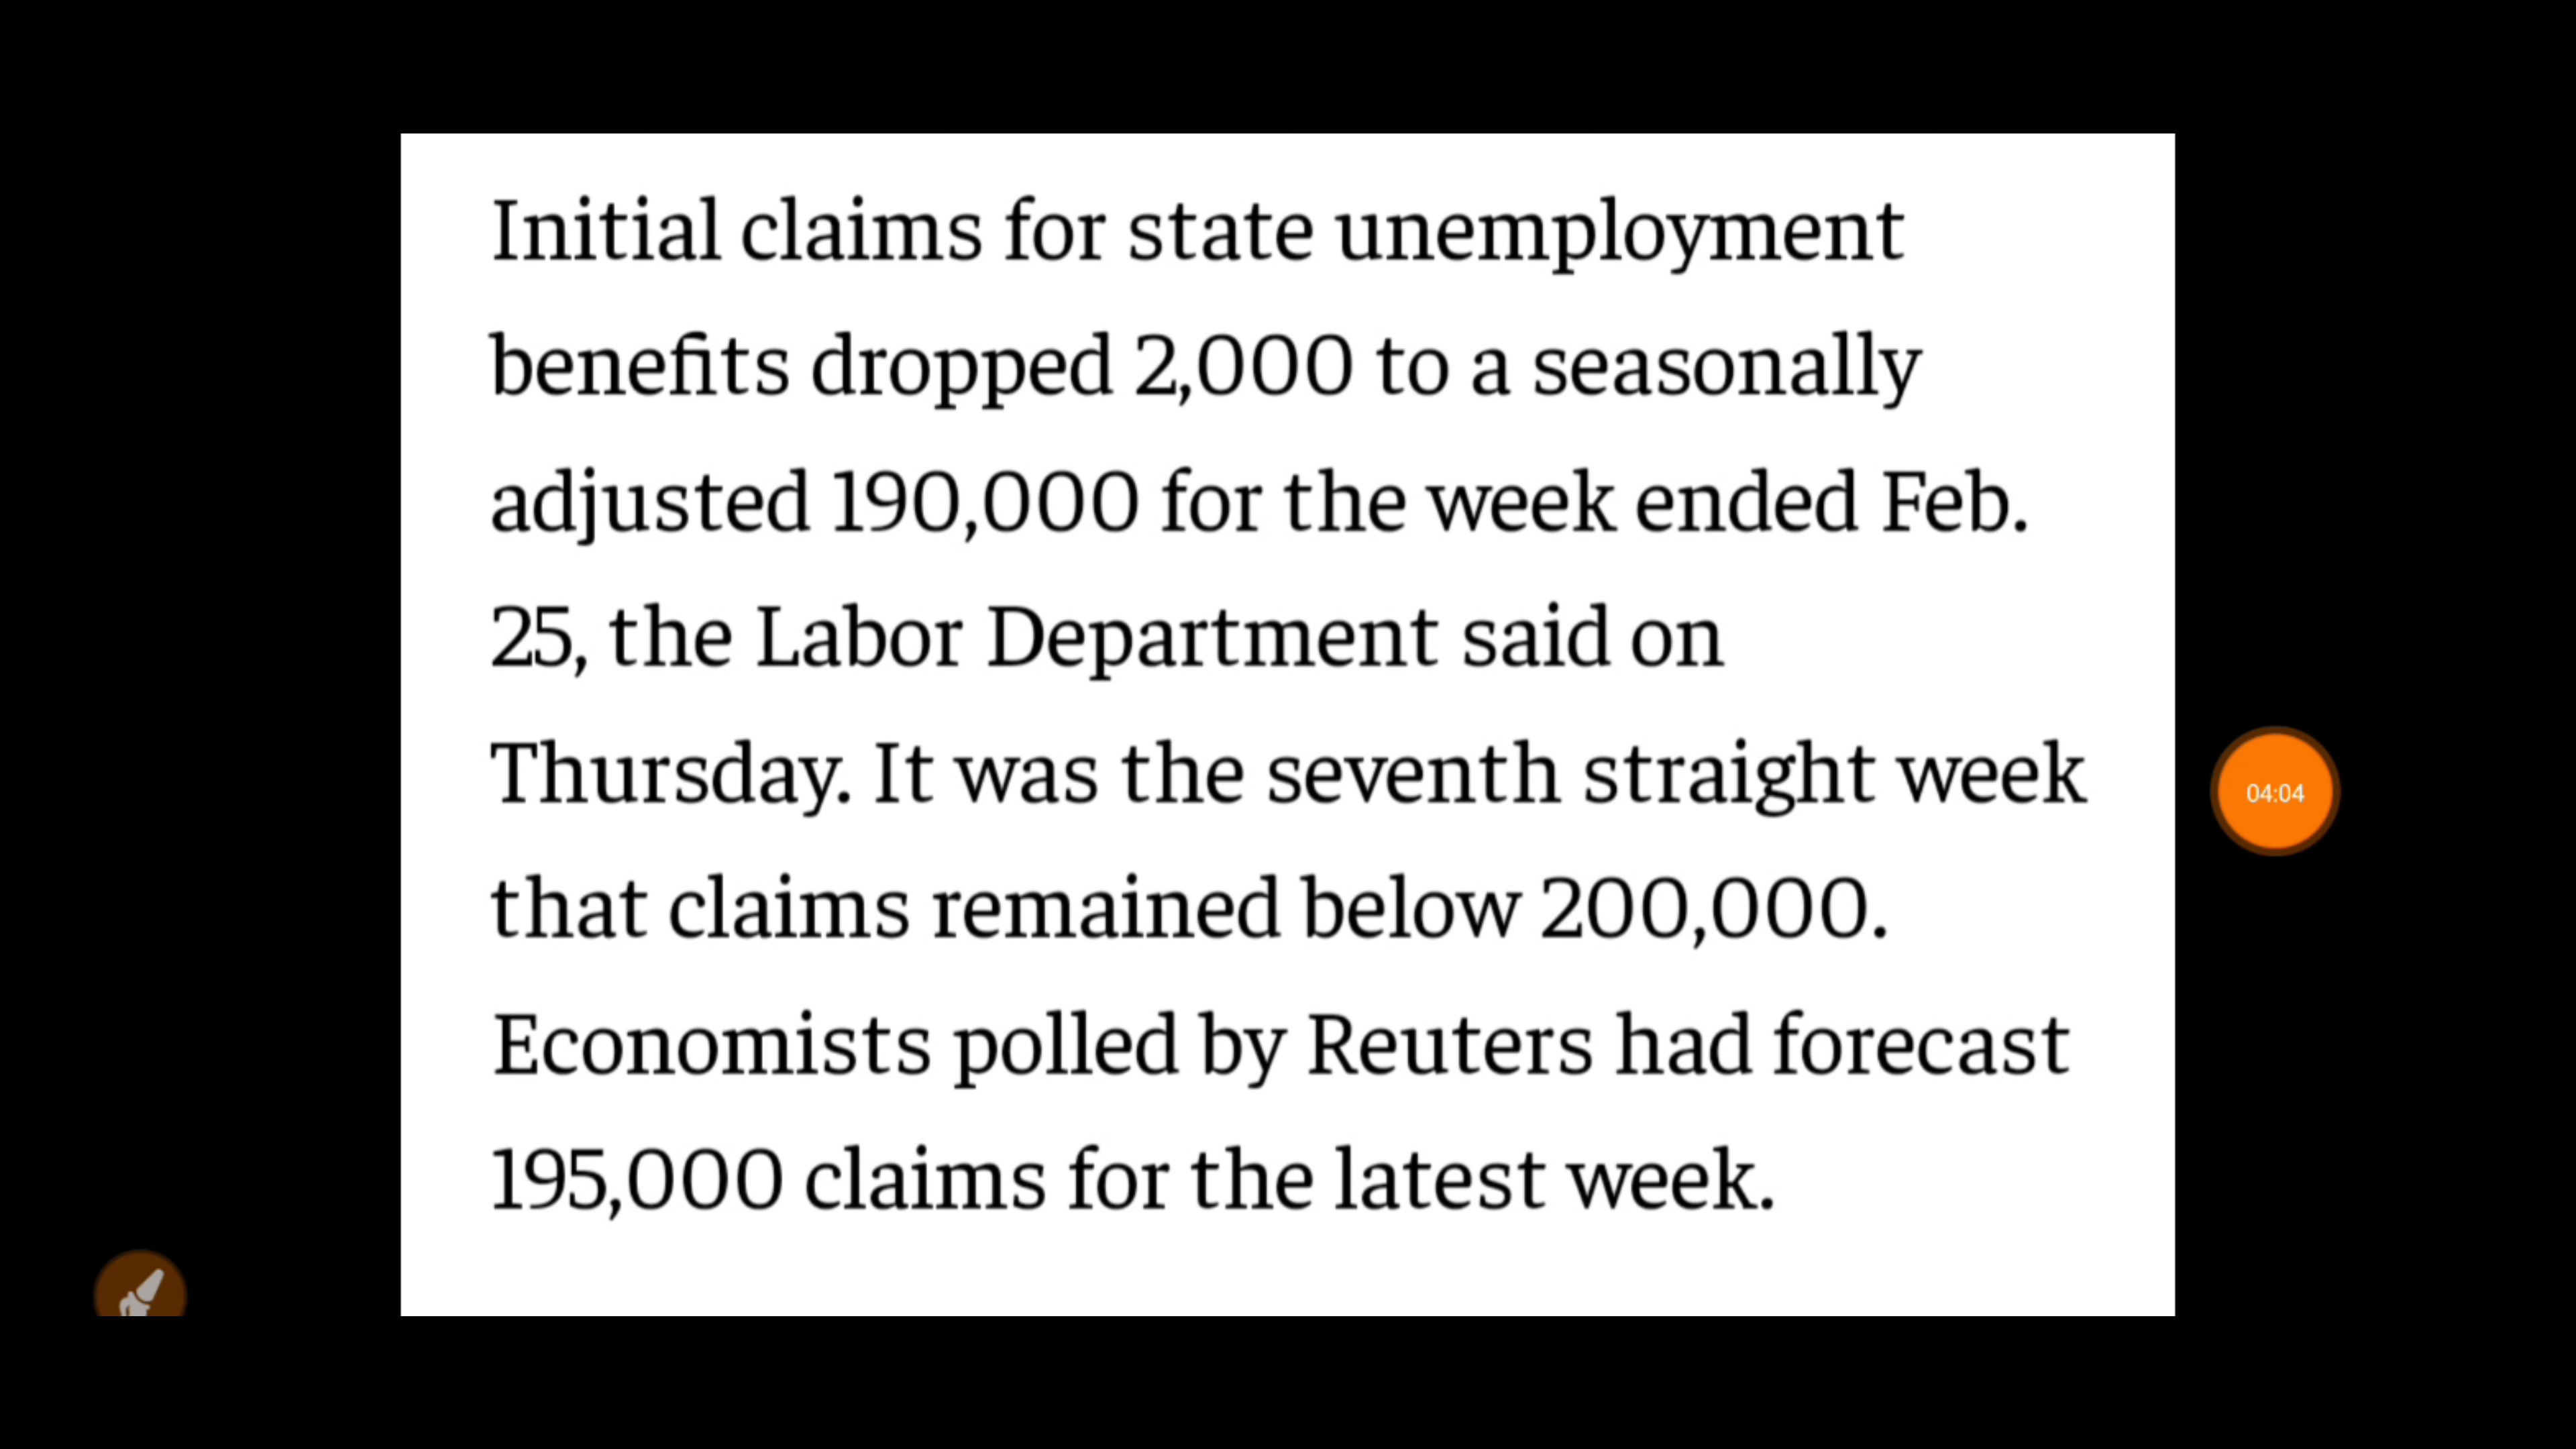 Initial claims for state unemployment
benefits dropped 2,000 to a seasonally
adjusted 190,000 for the week ended Feb.
25, the Labor Department said on
Thursday. It was the seventh straight week
that claims remained below 200,000.
Economists polled by Reuters had forecast
195,000 claims for the latest week.
04:04